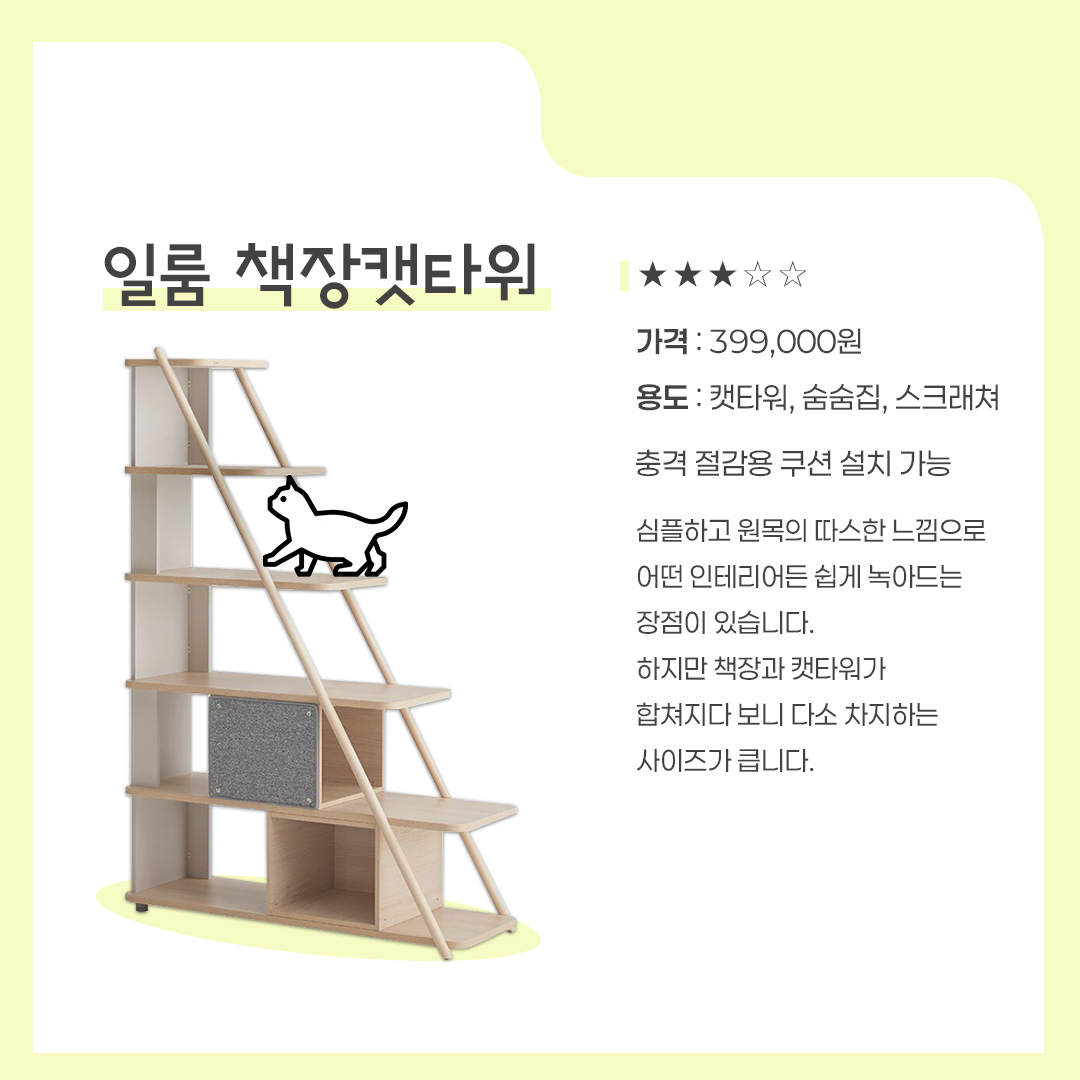 일룸 책장캣타워
★★★☆☆
가격 : 399,000원
용도 : 캣타워, 숨숨집, 스크래쳐
충격 절감용 쿠션 설치 가능
심플하고 원목의 따스한 느낌으로
어떤 인테리어든 쉽게 녹아드는
장점이 있습니다.
하지만 책장과 캣타워가
합쳐지다 보니 다소 차지하는
사이즈가 큽니다.